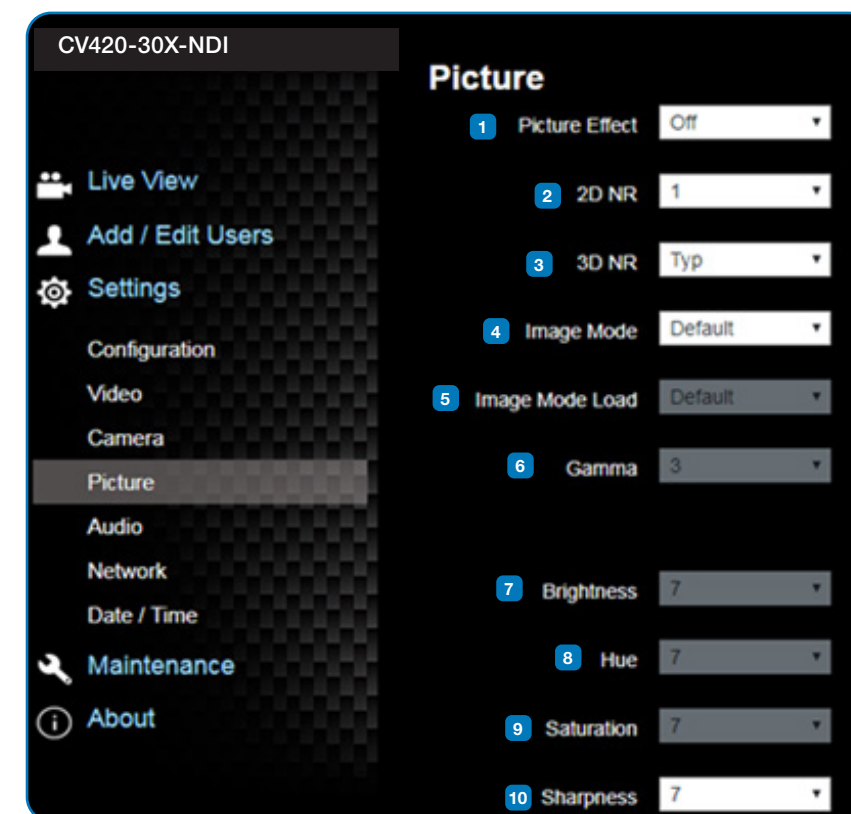 CV420-30X-NDI
Live View
Add / Edit Users
Settings
Configuration
Video
Camera
Picture
Audio
Network
Date / Time
Maintenance
About
Picture
1 Picture Effect Off
2 2D NR 1
3 3D NR Typ
4 Image Mode Default
5 Image Mode Load Default
6 Gamma 3
7 Brightness 7
8 Hue 7
9 Saturation 7
10 Sharpness 7